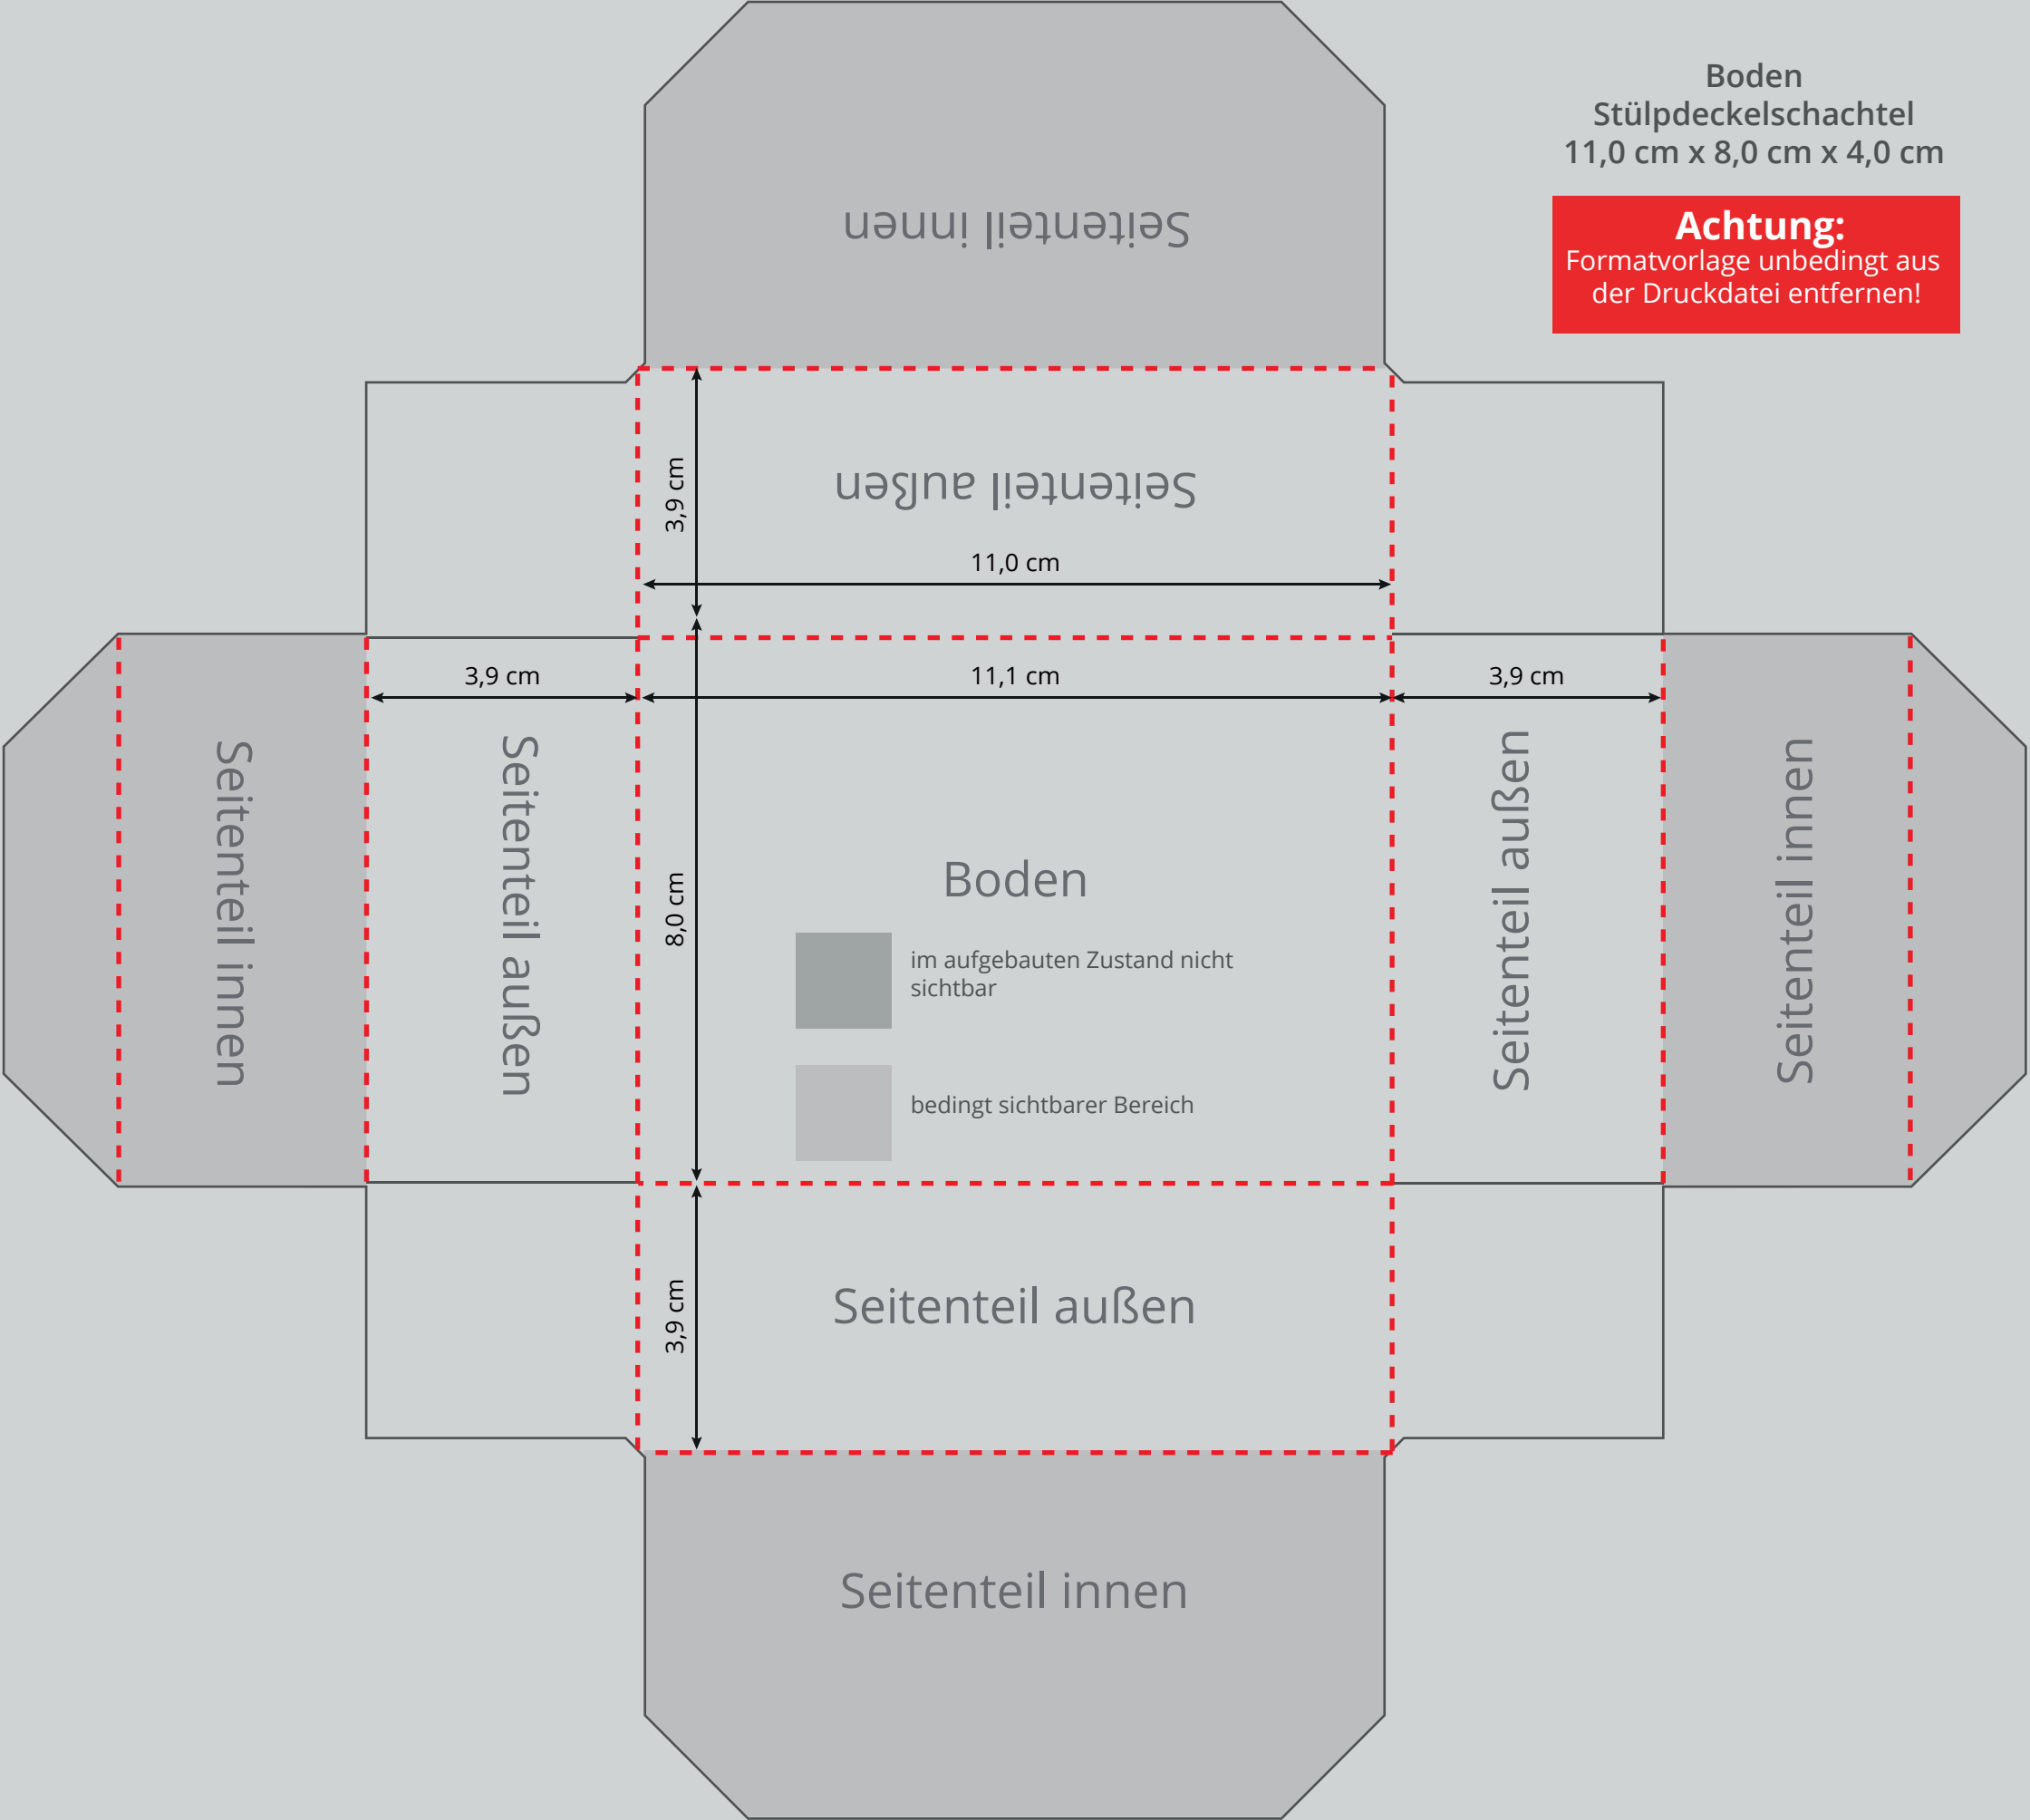 Boden
Stülpdeckelschachtel
11,0 cm x 8,0 cm x 4,0 cm
Achtung:
Formatvorlage unbedingt aus
der Druckdatei entfernen!
Seitenteil innen
3,9 cm
Seitenteil außen
11,0 cm
3,9 cm
11,1 cm
3,9 cm
Seitenteil innen
Seitenteil außen
8,0 cm
Boden
im aufgebauten Zustand nicht
sichtbar
bedingt sichtbarer Bereich
Seitenteil außen
Seitenteil innen
3,9 cm
Seitenteil außen
Seitenteil innen